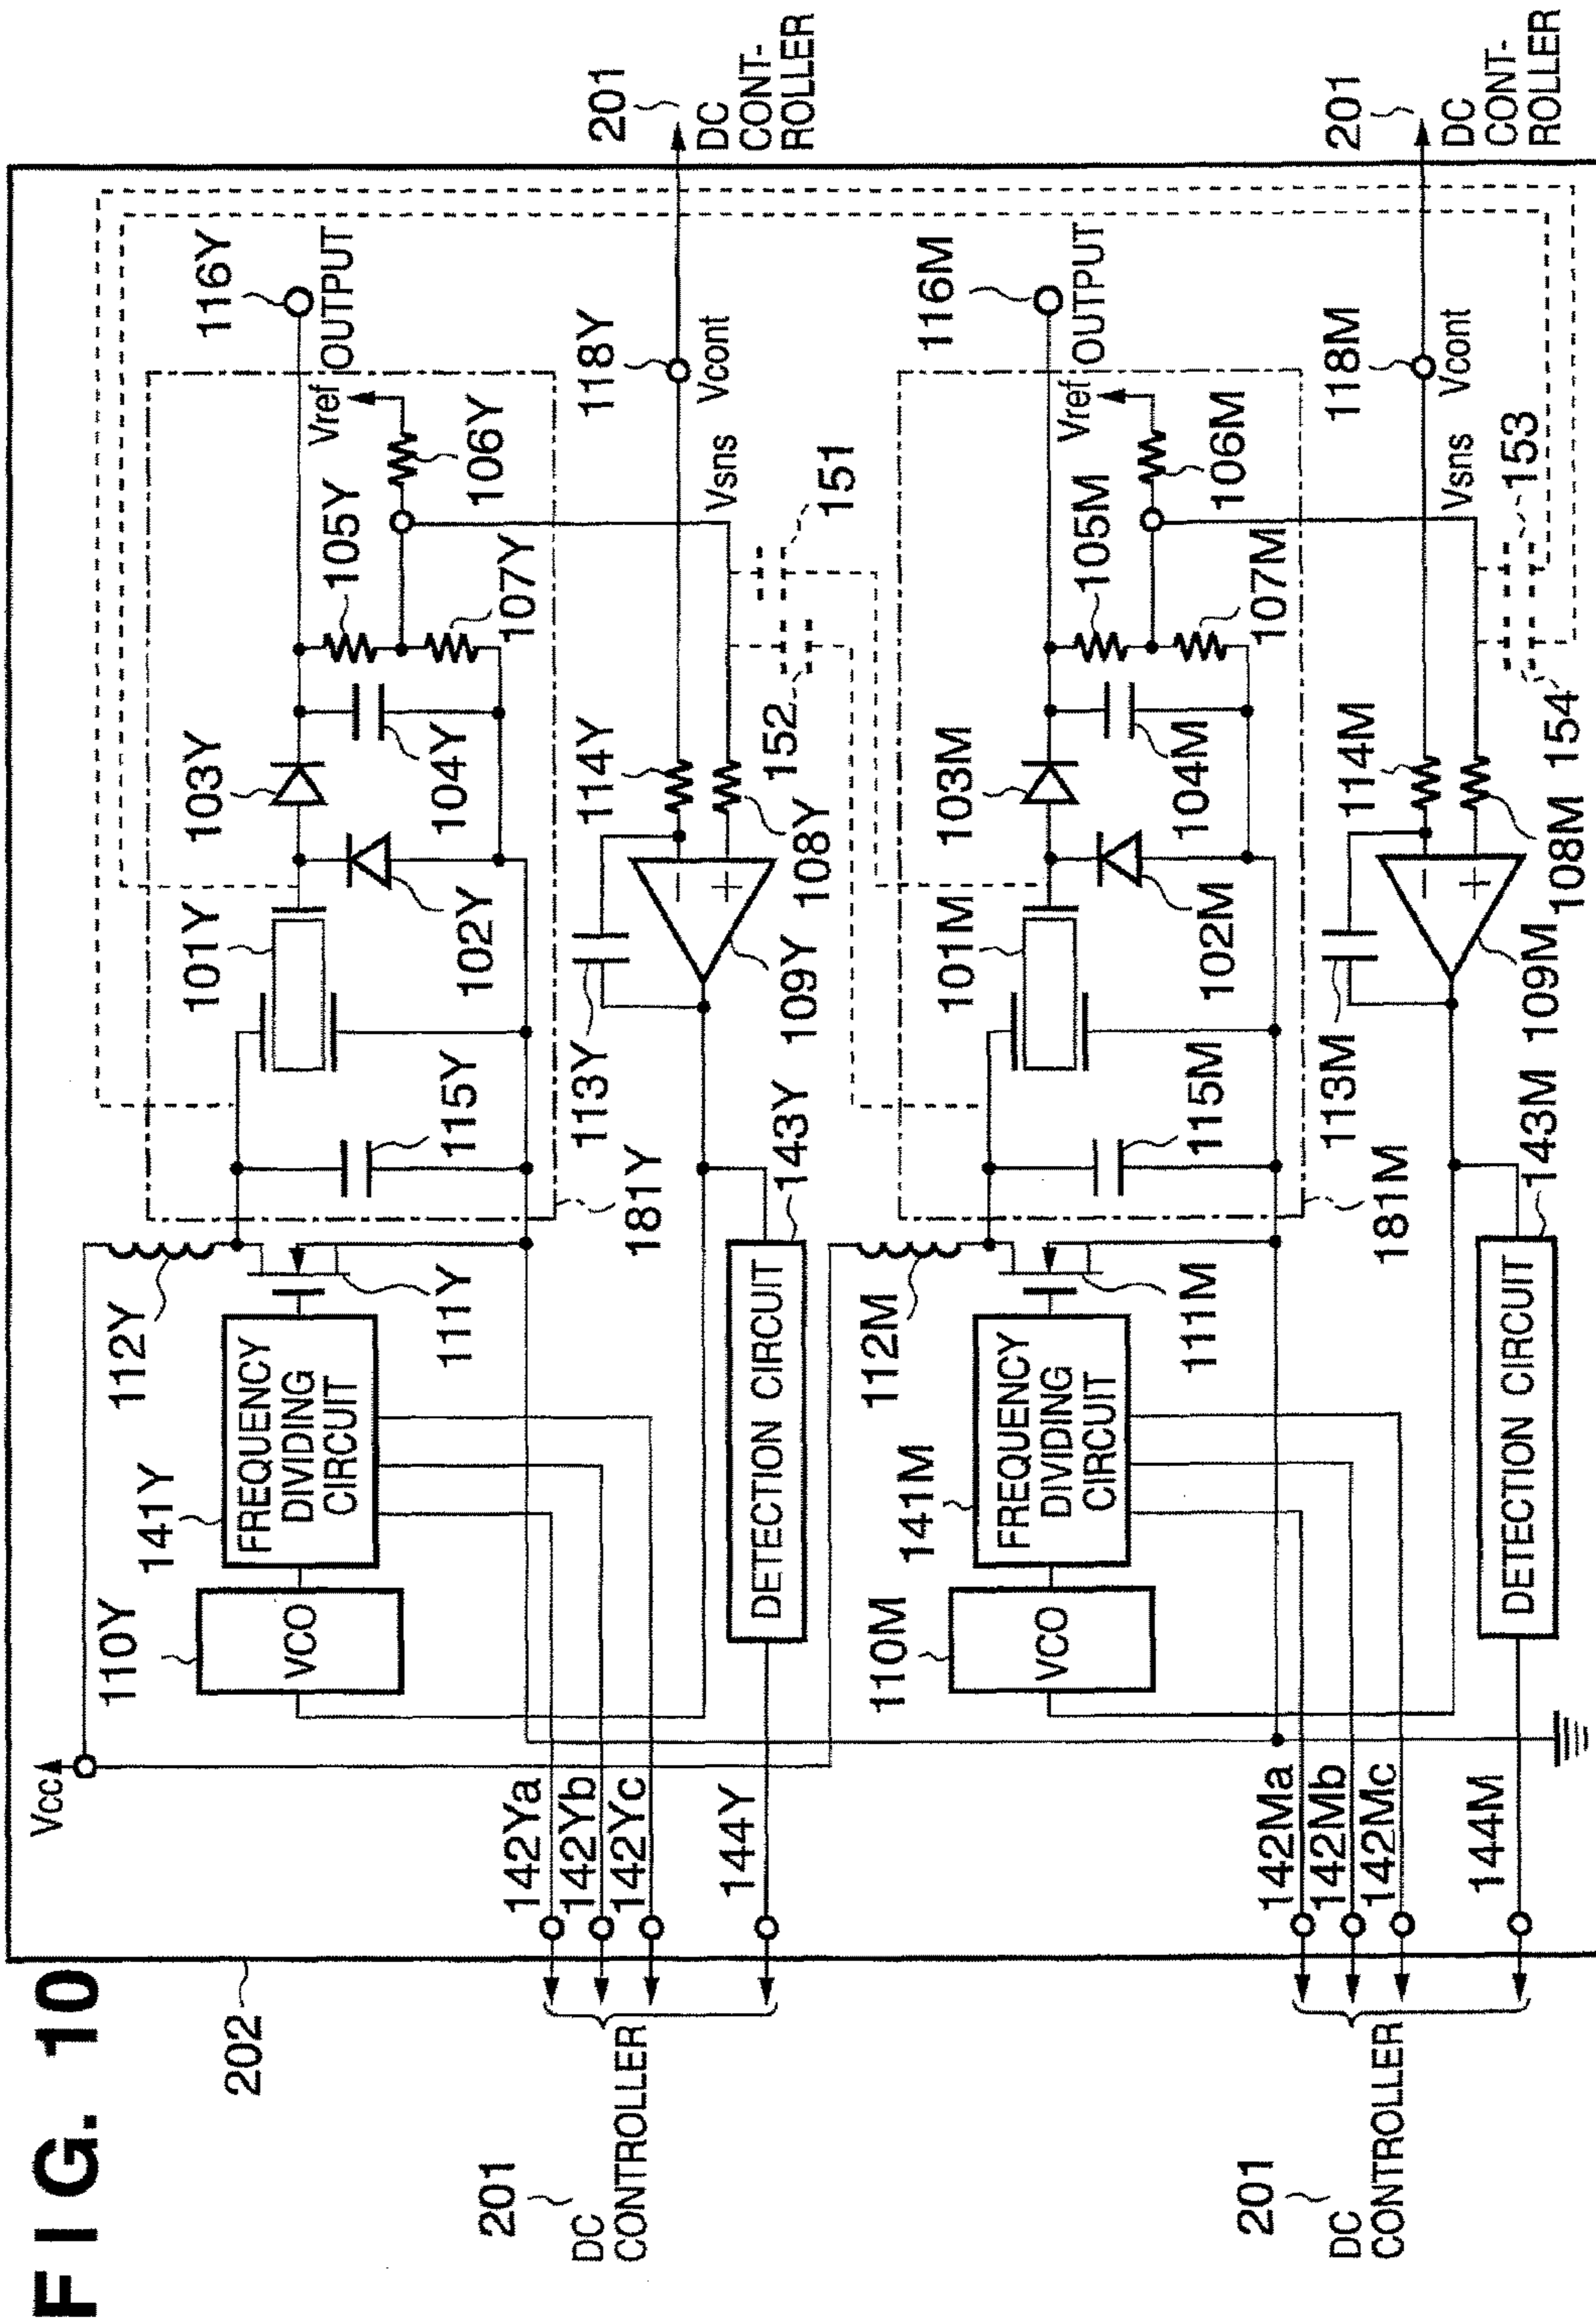 FIG. 10
202
Vcc
110Y
VCO
141Y
FREQUENCY
DIVIDING
CIRCUIT
112Y
111Y
115Y
101Y
102Y
103Y
104Y
105Y
107Y
106Y
Vref
116Y
OUTPUT
181Y
113Y
109Y
114Y
108Y
118Y
Vcont
Vsns
201
DC
CONT-
ROLLER
151
152
143Y
DETECTION CIRCUIT
142Ya
142Yb
142Yc
144Y
201
DC
CONTROLLER
110M
VCO
141M
FREQUENCY
DIVIDING
CIRCUIT
112M
111M
115M
101M
102M
103M
104M
105M
107M
106M
Vref
116M
OUTPUT
181M
113M
109M
114M
108M
118M
Vcont
Vsns
201
DC
CONT-
ROLLER
153
154
143M
DETECTION CIRCUIT
142Ma
142Mb
142Mc
144M
201
DC
CONTROLLER